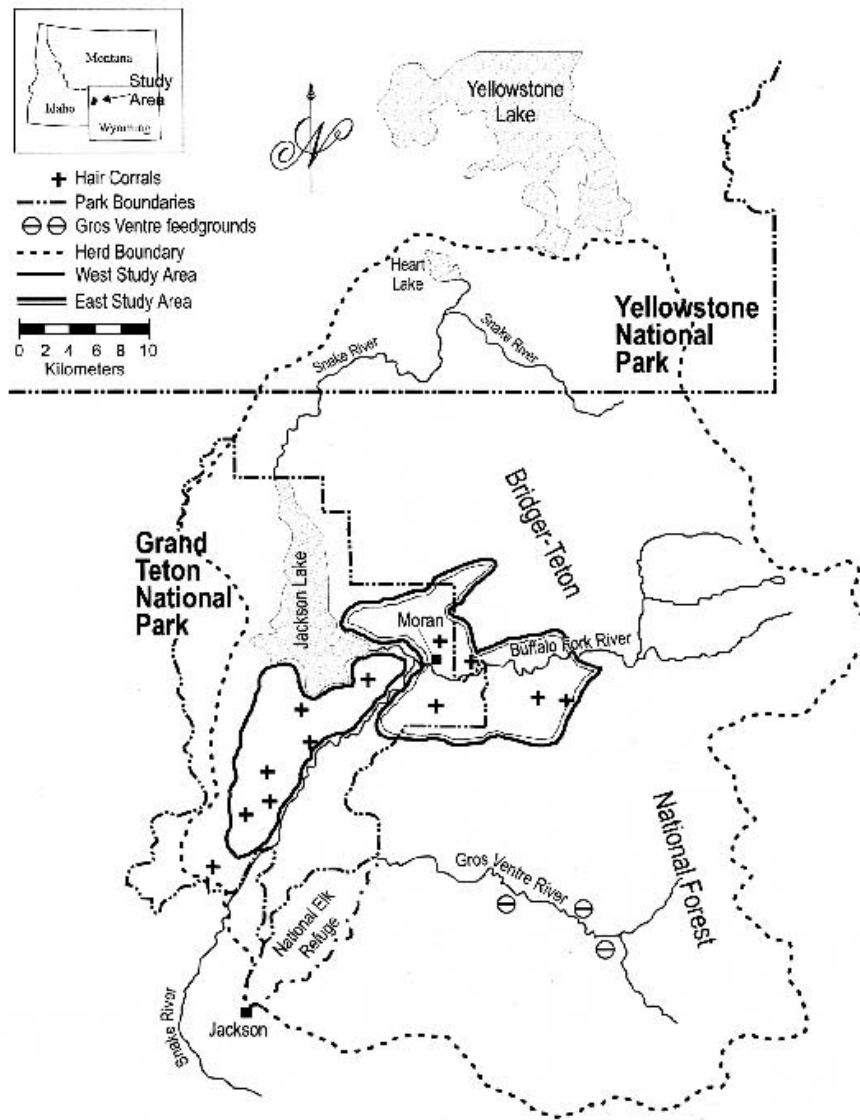 Montana
Study
Area
Idaho
Wyoming
N
Yellowstone
Lake
Hair Corrals
Park Boundaries
Gros Ventre feedgrounds
Herd Boundary
West Study Area
East Study Area
0 2 4 6 8 10
Kilometers
Heart
Lake
Snake River
Snake River
Yellowstone
National
Park
Bridger-Teton
Grand
Teton
National
Park
Jackson Lake
Moran
Buffalo Fork River
National Forest
Gros Ventre River
National Elk
Refuge
Snake River
Jackson